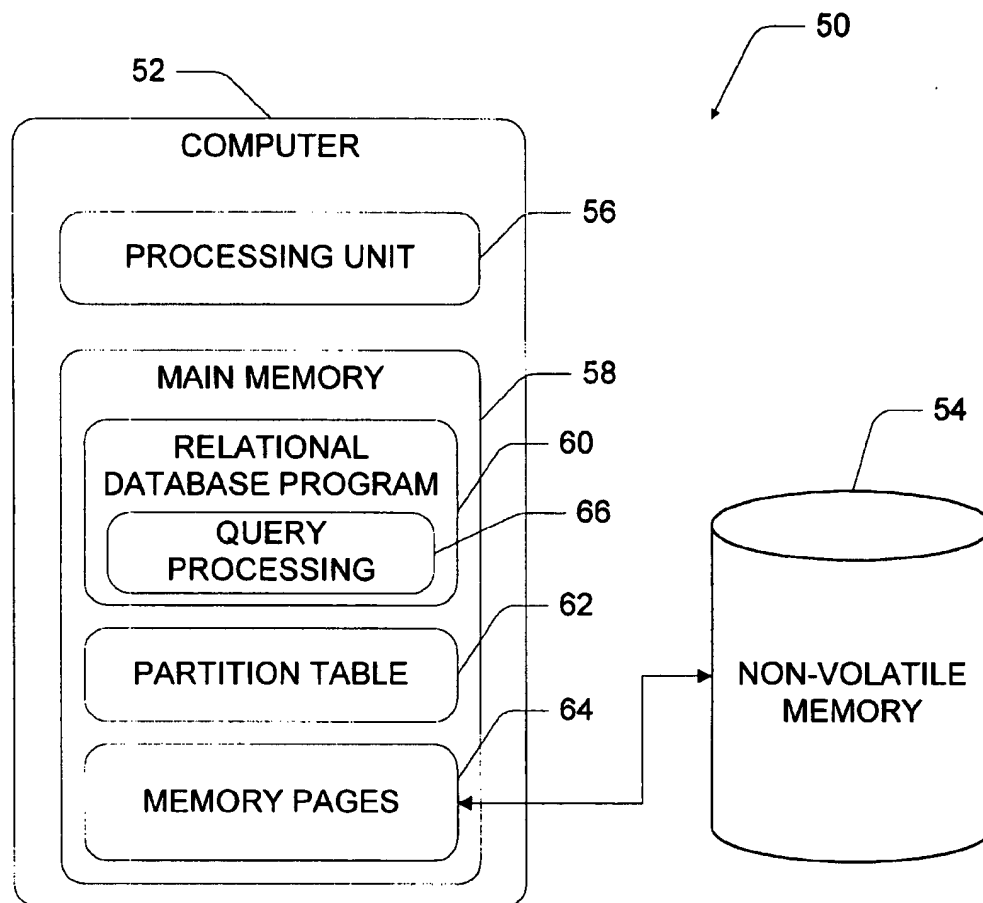 50
52
COMPUTER
56
PROCESSING UNIT
MAIN MEMORY
58
54
RELATIONAL
DATABASE PROGRAM
60
QUERY
PROCESSING
66
62
PARTITION TABLE
NON-VOLATILE
MEMORY
64
MEMORY PAGES